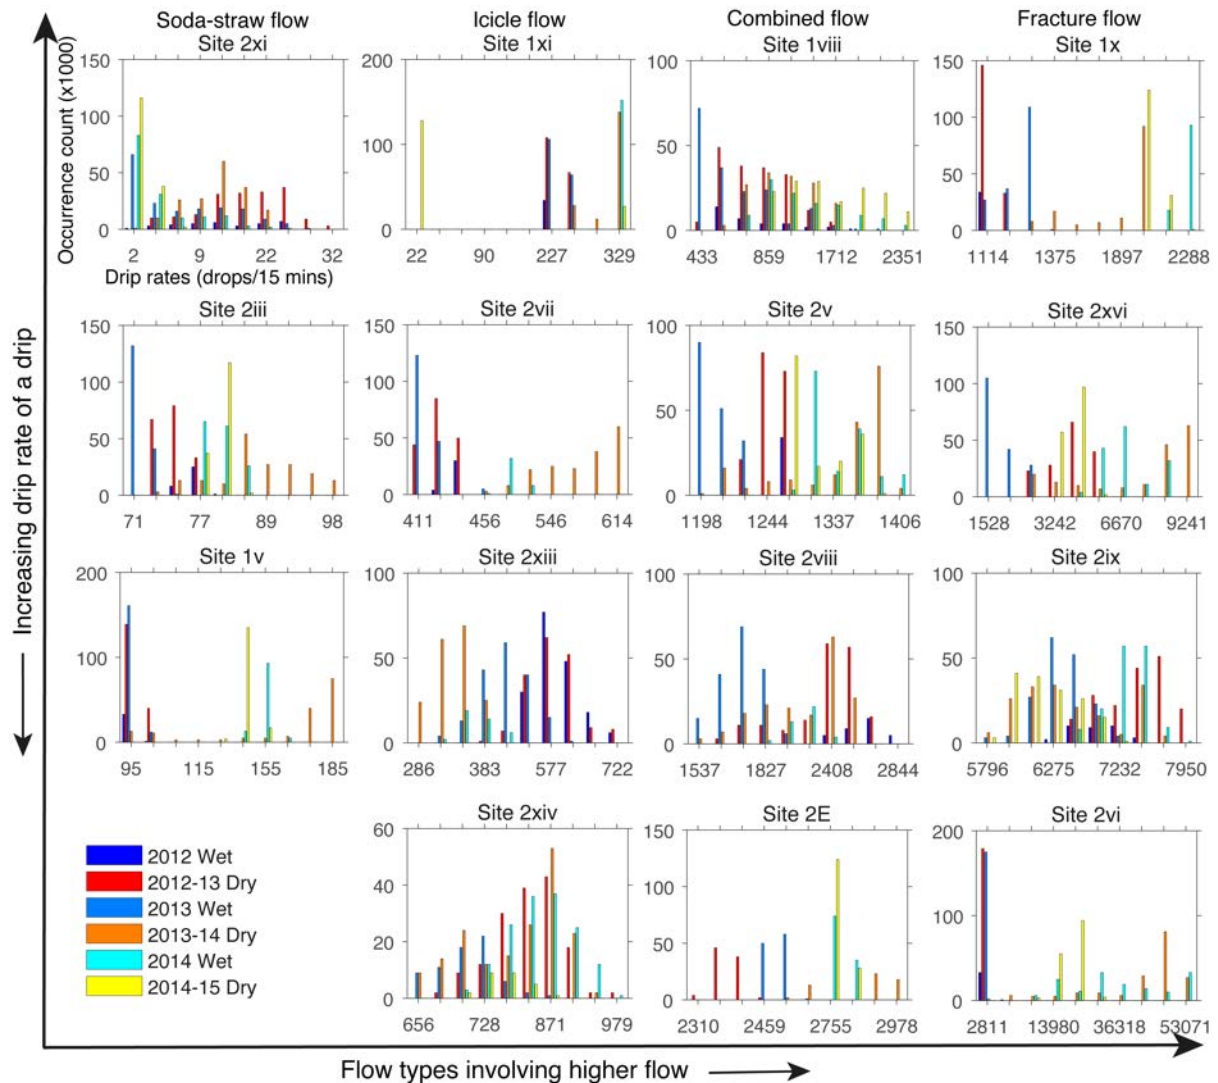 Soda-straw flow Icicle flow Combined flow Fracture flow
Site 2xi Site 1xi Site 1viii Site 1x
Occurrence count (x1000)
150 100 50 0
2 9 22 32
Drip rates (drops/15 mins)
200 100 0
22 90 227 329
100 50 0
433 859 1712 2351
150 100 50 0
1114 1375 1897 2288
Increasing drip rate of a drip
Site 2iii Site 2vii Site 2v Site 2xvi
150 100 50 0
71 77 89 98
150 100 50 0
411 456 546 614
100 50 0
1198 1244 1337 1406
150 100 50 0
1528 3242 6670 9241
Site 1v Site 2xiii Site 2viii Site 2ix
200 100 0
95 115 155 185
100 50 0
286 383 577 722
100 50 0
1537 1827 2408 2844
100 50 0
5796 6275 7232 7950
Site 2xiv Site 2E Site 2vi
60 40 20 0
656 728 871 979
150 100 50 0
2310 2459 2755 2978
200 100 0
2811 13980 36318 53071
2012 Wet
2012-13 Dry
2013 Wet
2013-14 Dry
2014 Wet
2014-15 Dry
Flow types involving higher flow